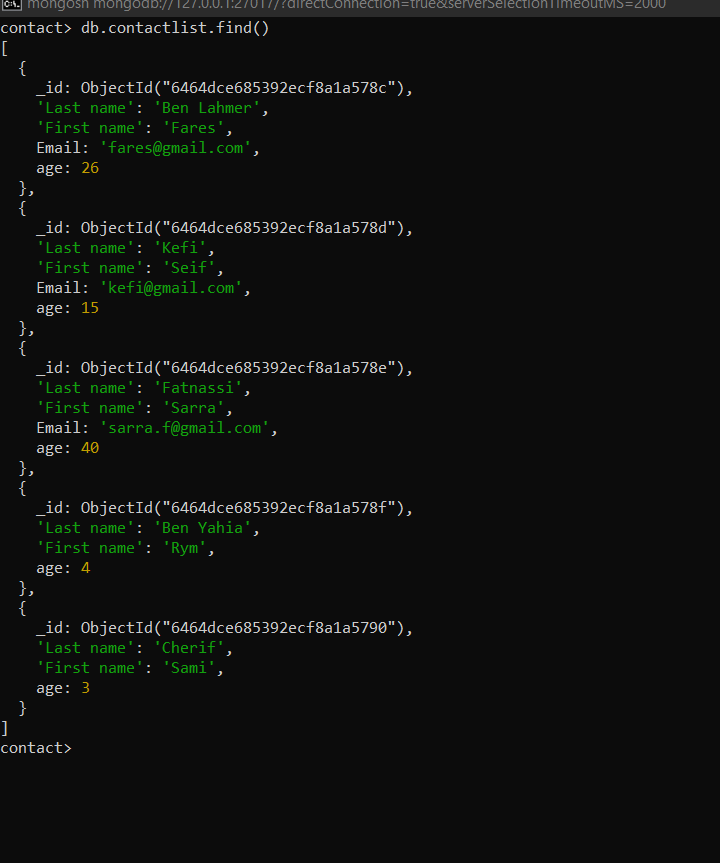 mongosh mongodb://127.0.0.1:27017/?directConnection=true&serverSelectionTimeoutMS=2000
contact> db.contactlist.find()
[
  {
    _id: ObjectId("6464dce685392ecf8a1a578c"),
    'Last name': 'Ben Lahmer',
    'First name': 'Fares',
    Email: 'fares@gmail.com',
    age: 26
  },
  {
    _id: ObjectId("6464dce685392ecf8a1a578d"),
    'Last name': 'Kefi',
    'First name': 'Seif',
    Email: 'kefi@gmail.com',
    age: 15
  },
  {
    _id: ObjectId("6464dce685392ecf8a1a578e"),
    'Last name': 'Fatnassi',
    'First name': 'Sarra',
    Email: 'sarra.f@gmail.com',
    age: 40
  },
  {
    _id: ObjectId("6464dce685392ecf8a1a578f"),
    'Last name': 'Ben Yahia',
    'First name': 'Rym',
    age: 4
  },
  {
    _id: ObjectId("6464dce685392ecf8a1a5790"),
    'Last name': 'Cherif',
    'First name': 'Sami',
    age: 3
  }
]
contact>